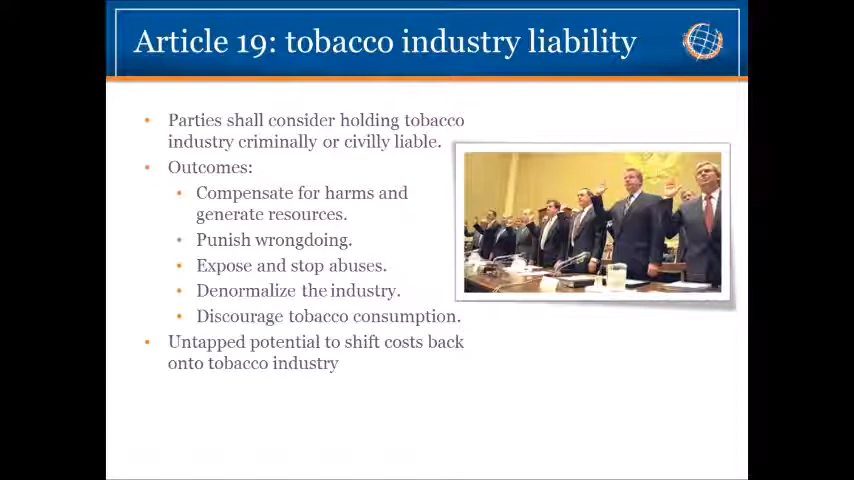 Article 19: tobacco industry liability
• Parties shall consider holding tobacco
industry criminally or civilly liable.
• Outcomes:
• Compensate for harms and
generate resources.
• Punish wrongdoing.
• Expose and stop abuses.
• Denormalize the industry.
• Discourage tobacco consumption.
• Untapped potential to shift costs back
onto tobacco industry